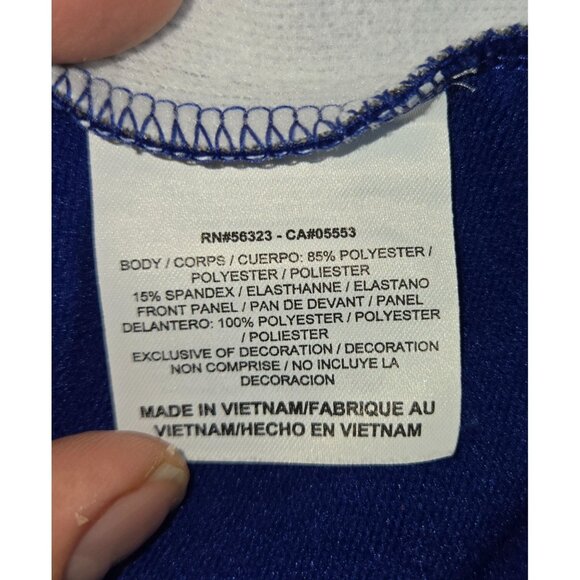 RN#56323 - CA#05553
BODY / CORPS / CUERPO: 85% POLYESTER /
POLYESTER / POLIESTER
15% SPANDEX / ELASTHANNE / ELASTANO
FRONT PANEL / PAN DE DEVANT / PANEL
DELANTERO: 100% POLYESTER / POLYESTER
/ POLIESTER
EXCLUSIVE OF DECORATION / DECORATION
NON COMPRISE / NO INCLUYE LA
DECORACION
MADE IN VIETNAM/FABRIQUE AU
VIETNAM/HECHO EN VIETNAM